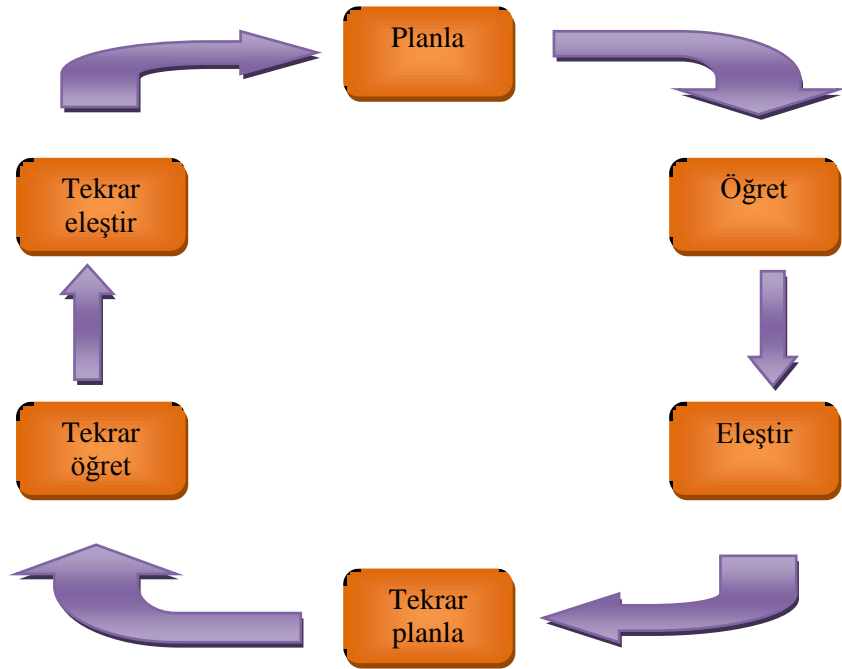 Planla
Öğret
Eleştir
Tekrar
planla
Tekrar
öğret
Tekrar
eleştir